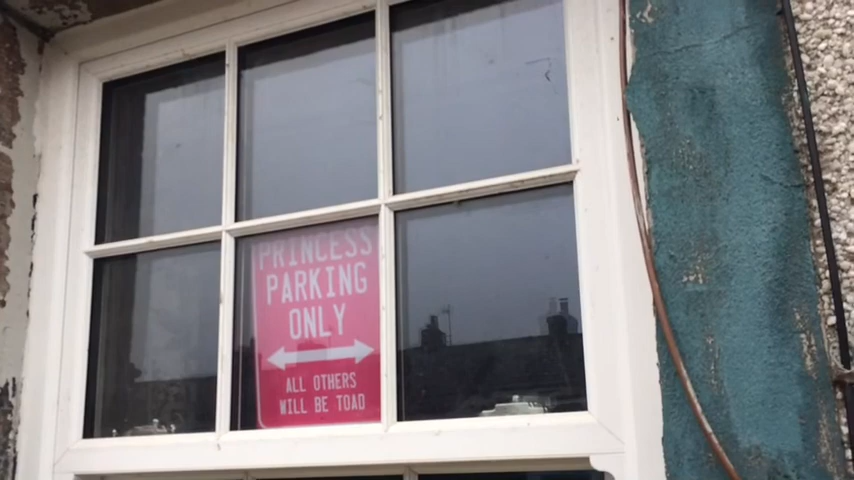 PRINCESS
PARKING
ONLY
ALL OTHERS
WILL BE TOAD